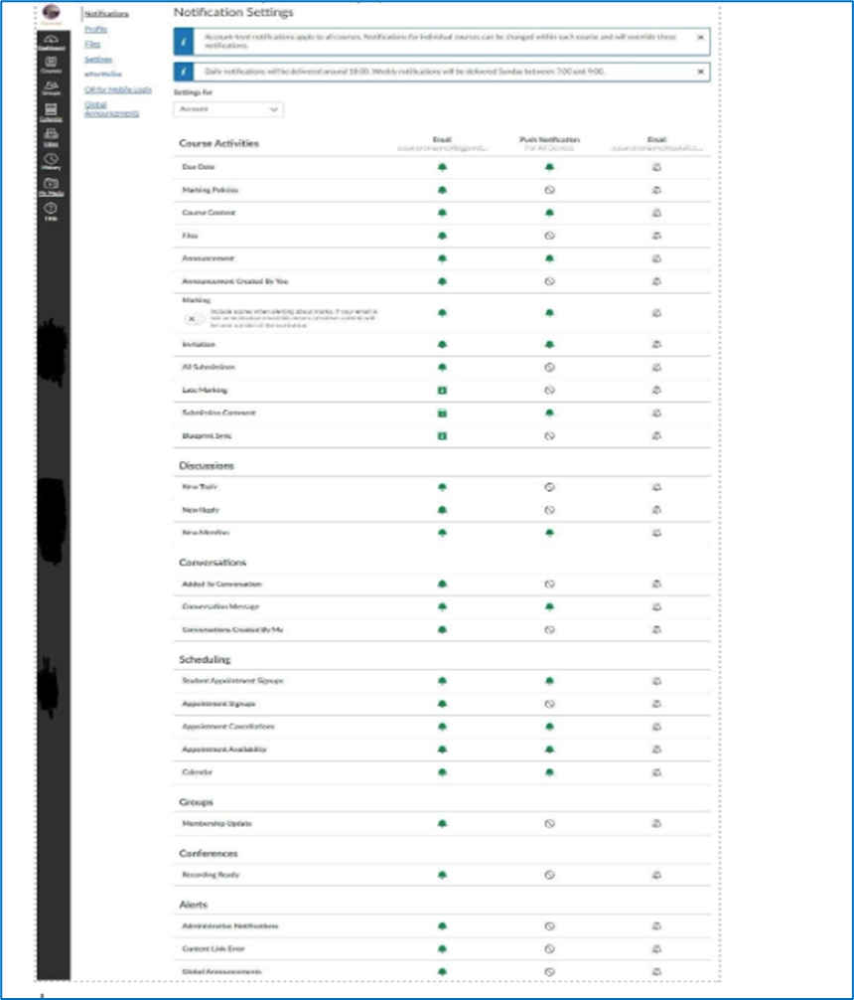 Notification Settings
Notifications
Profile
Files
Settings
ePortfolios
QR for Mobile Login
Global
Announcements
Dashboard
Courses
Groups
Calendar
Inbox
History
My Media
Help
Account-level notifications apply to all courses. Notifications for individual courses can be changed within each course and will override these
notifications.
Daily notifications will be delivered around 18:00. Weekly notifications will be delivered Sunday between 7:00 and 9:00.
Settings for
Account
Course Activities Email Push Notification Email
For All Devices
Due Date
Marking Policies
Course Content
Files
Announcement
Announcement Created By You
Marking
Include scores when alerting about marks. If your email is
not an institution email this means sensitive content will
be sent outside of the institution.
Invitation
All Submissions
Late Marking
Submission Comment
Blueprint Sync
Discussions
New Topic
New Reply
New Mention
Conversations
Added To Conversation
Conversation Message
Conversations Created By Me
Scheduling
Student Appointment Signups
Appointment Signups
Appointment Cancellations
Appointment Availability
Calendar
Groups
Membership Update
Conferences
Recording Ready
Alerts
Administrative Notifications
Content Link Error
Global Announcements